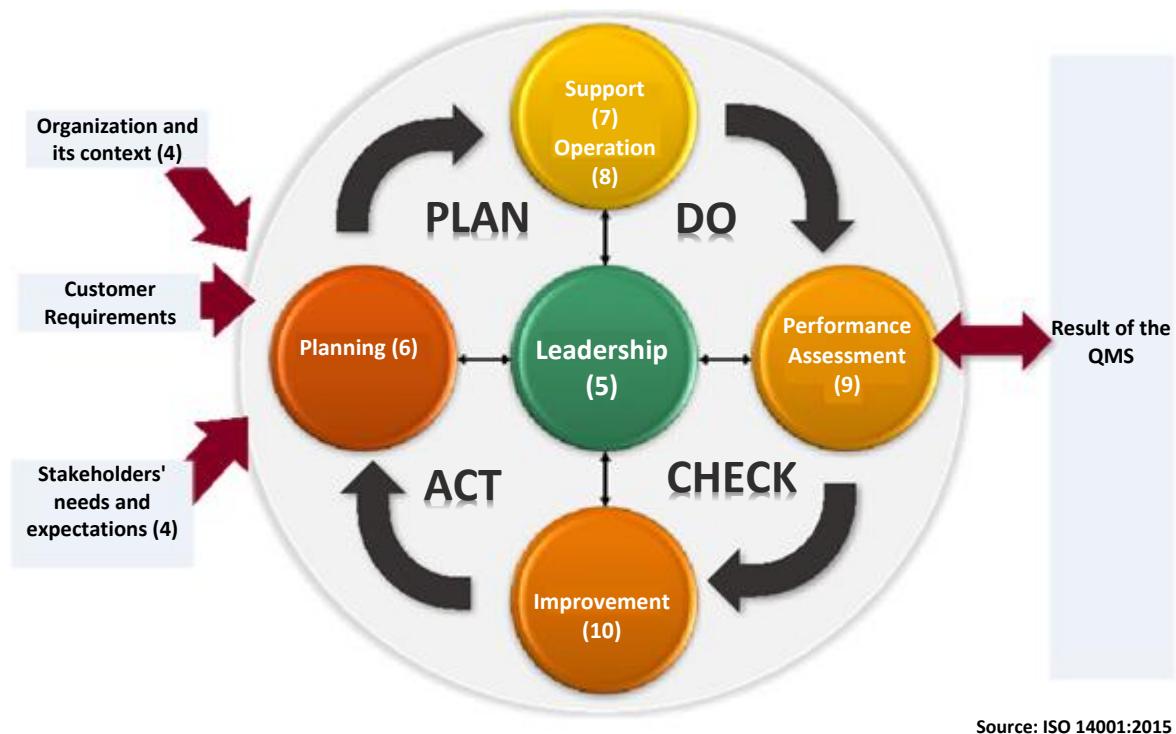 Organization and
its context (4)
Customer
Requirements
Stakeholders'
needs and
expectations (4)
Support
(7)
Operation
(8)
PLAN
DO
Planning (6)
Leadership
(5)
Performance
Assessment
(9)
ACT
CHECK
Improvement
(10)
Result of the
QMS
Source: ISO 14001:2015